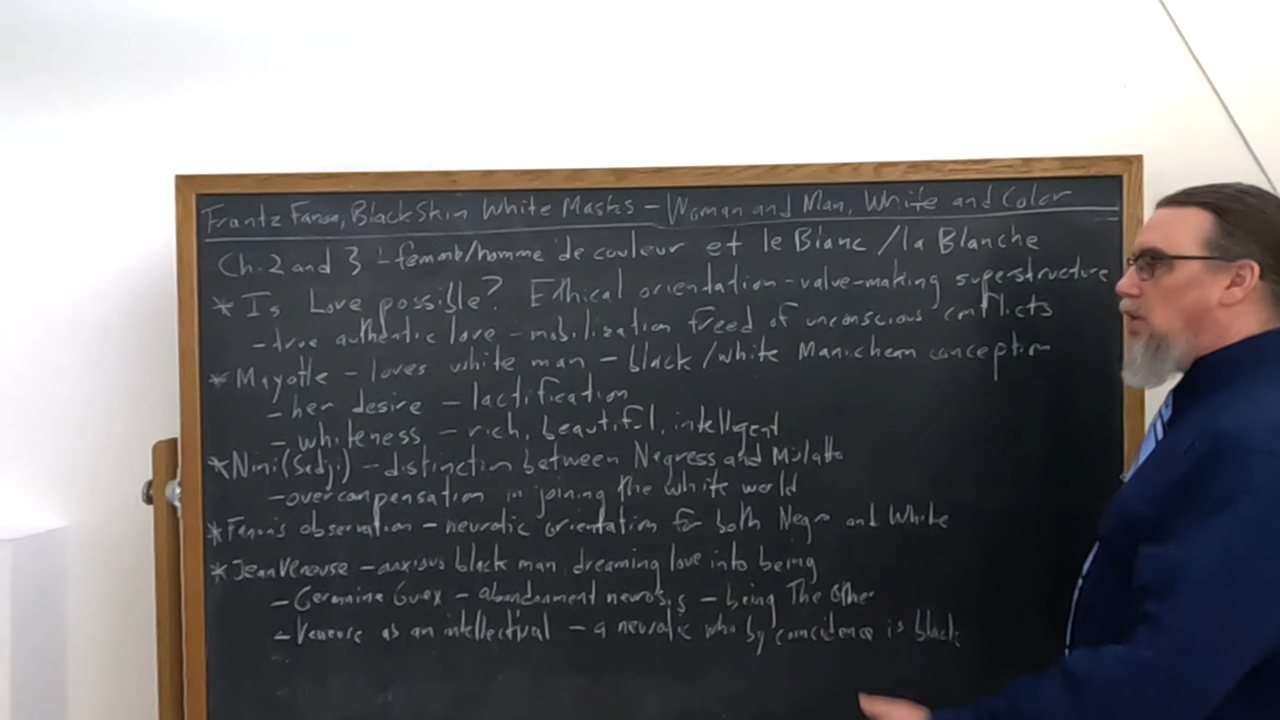 Frantz Fanon, Black Skin White Masks - Woman and Man, White and Color
Ch. 2 and 3 - femme/homme de couleur et le Blanc / la Blanche
* Is Love possible? Ethical orientation - value-making superstructure
- true authentic love - mobilization freed of unconscious conflicts
* Mayotte - loves white man - black/white Manichean conception
- her desire - lactification
- whiteness - rich, beautiful, intelligent
* Nini (Sadji) - distinction between Negress and Mulatto
- overcompensation in joining the white world
* Fanon's observation - neurotic orientation for both Negro and White
* Jean Veneuse - anxious black man dreaming love into being
- Germaine Guex - abandonment neurosis - being The Other
- Veneuse as an intellectual - a neurotic who by coincidence is black